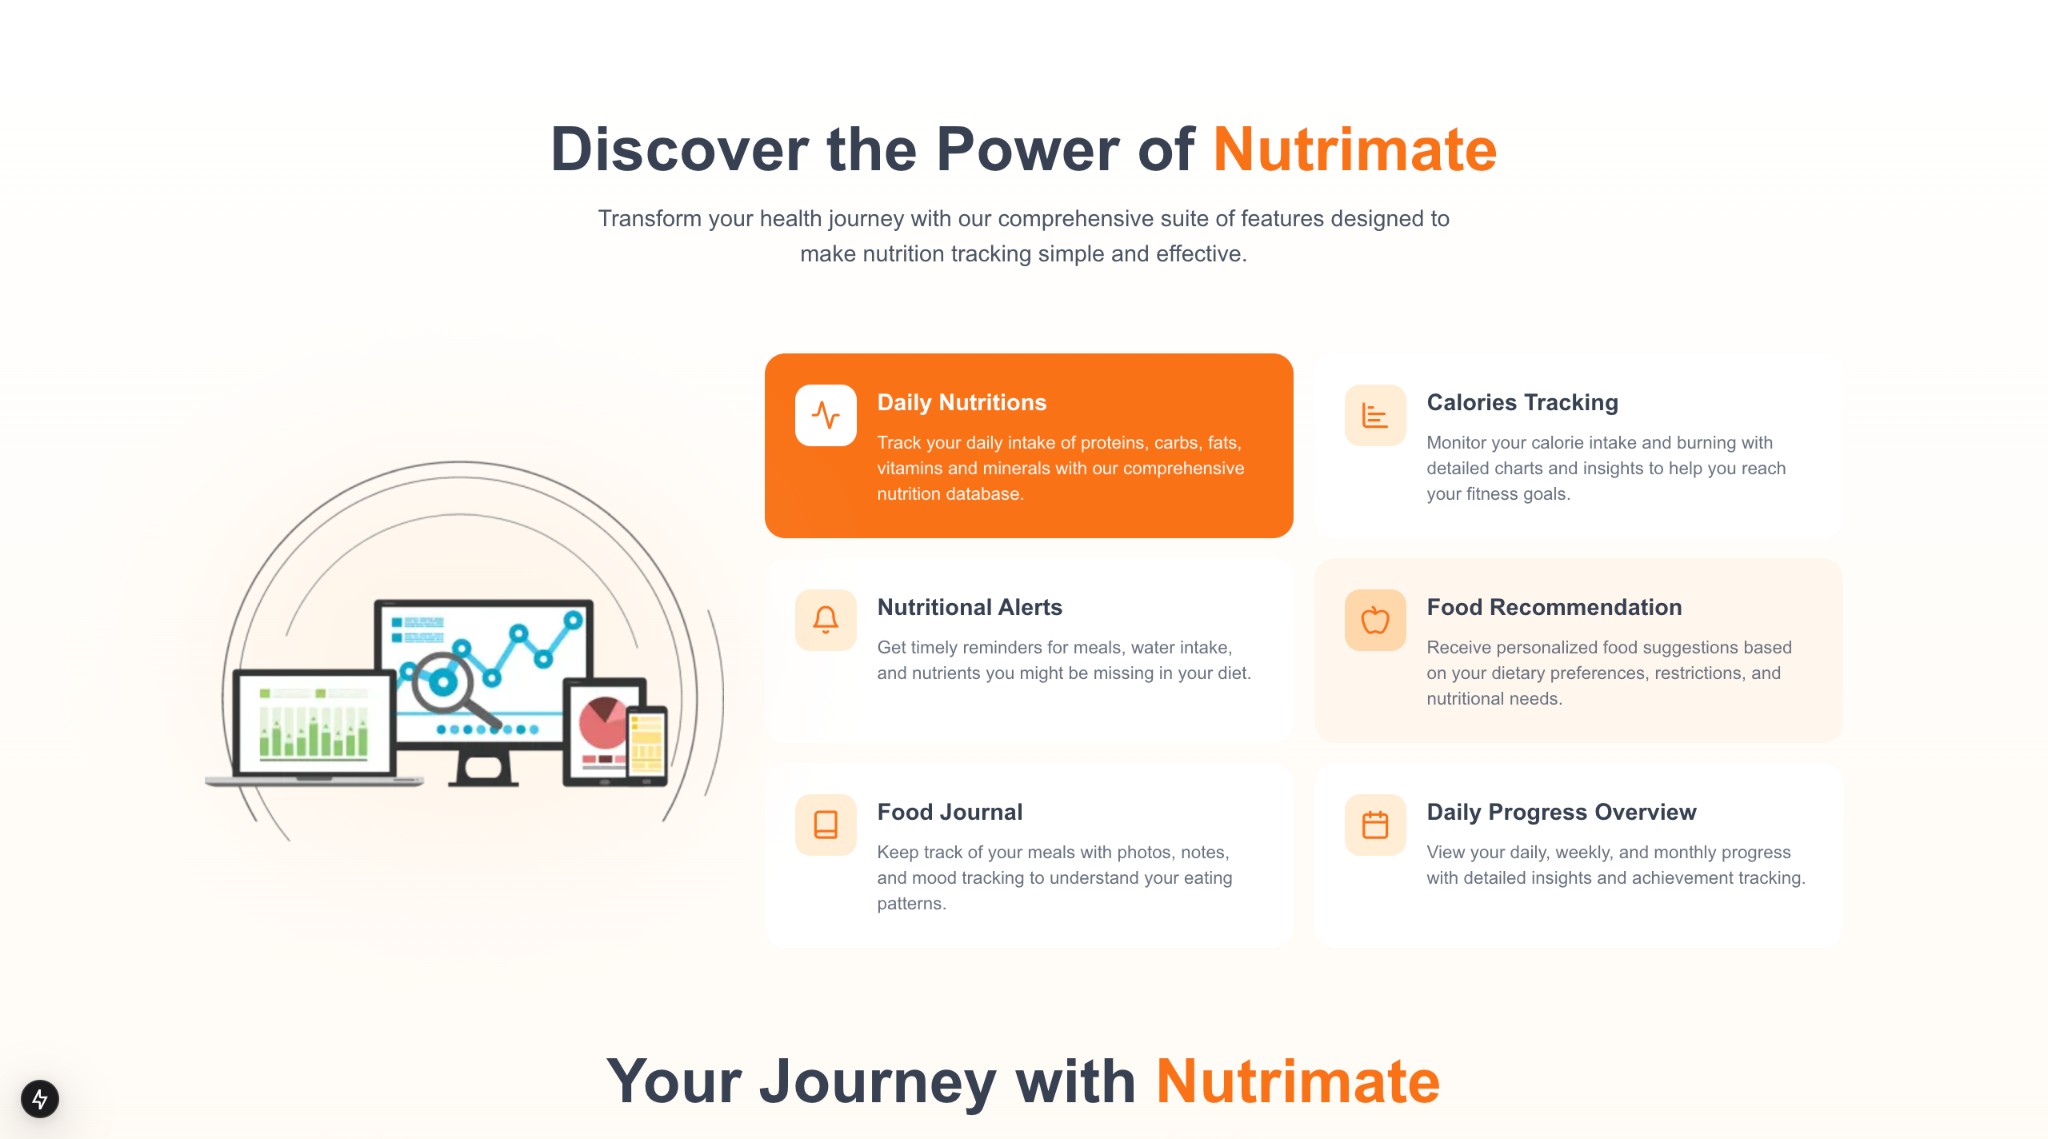 Discover the Power of Nutrimate
Transform your health journey with our comprehensive suite of features designed to
make nutrition tracking simple and effective.
Daily Nutritions
Track your daily intake of proteins, carbs, fats,
vitamins and minerals with our comprehensive
nutrition database.
Calories Tracking
Monitor your calorie intake and burning with
detailed charts and insights to help you reach
your fitness goals.
Nutritional Alerts
Get timely reminders for meals, water intake,
and nutrients you might be missing in your diet.
Food Recommendation
Receive personalized food suggestions based
on your dietary preferences, restrictions, and
nutritional needs.
Food Journal
Keep track of your meals with photos, notes,
and mood tracking to understand your eating
patterns.
Daily Progress Overview
View your daily, weekly, and monthly progress
with detailed insights and achievement tracking.
Your Journey with Nutrimate